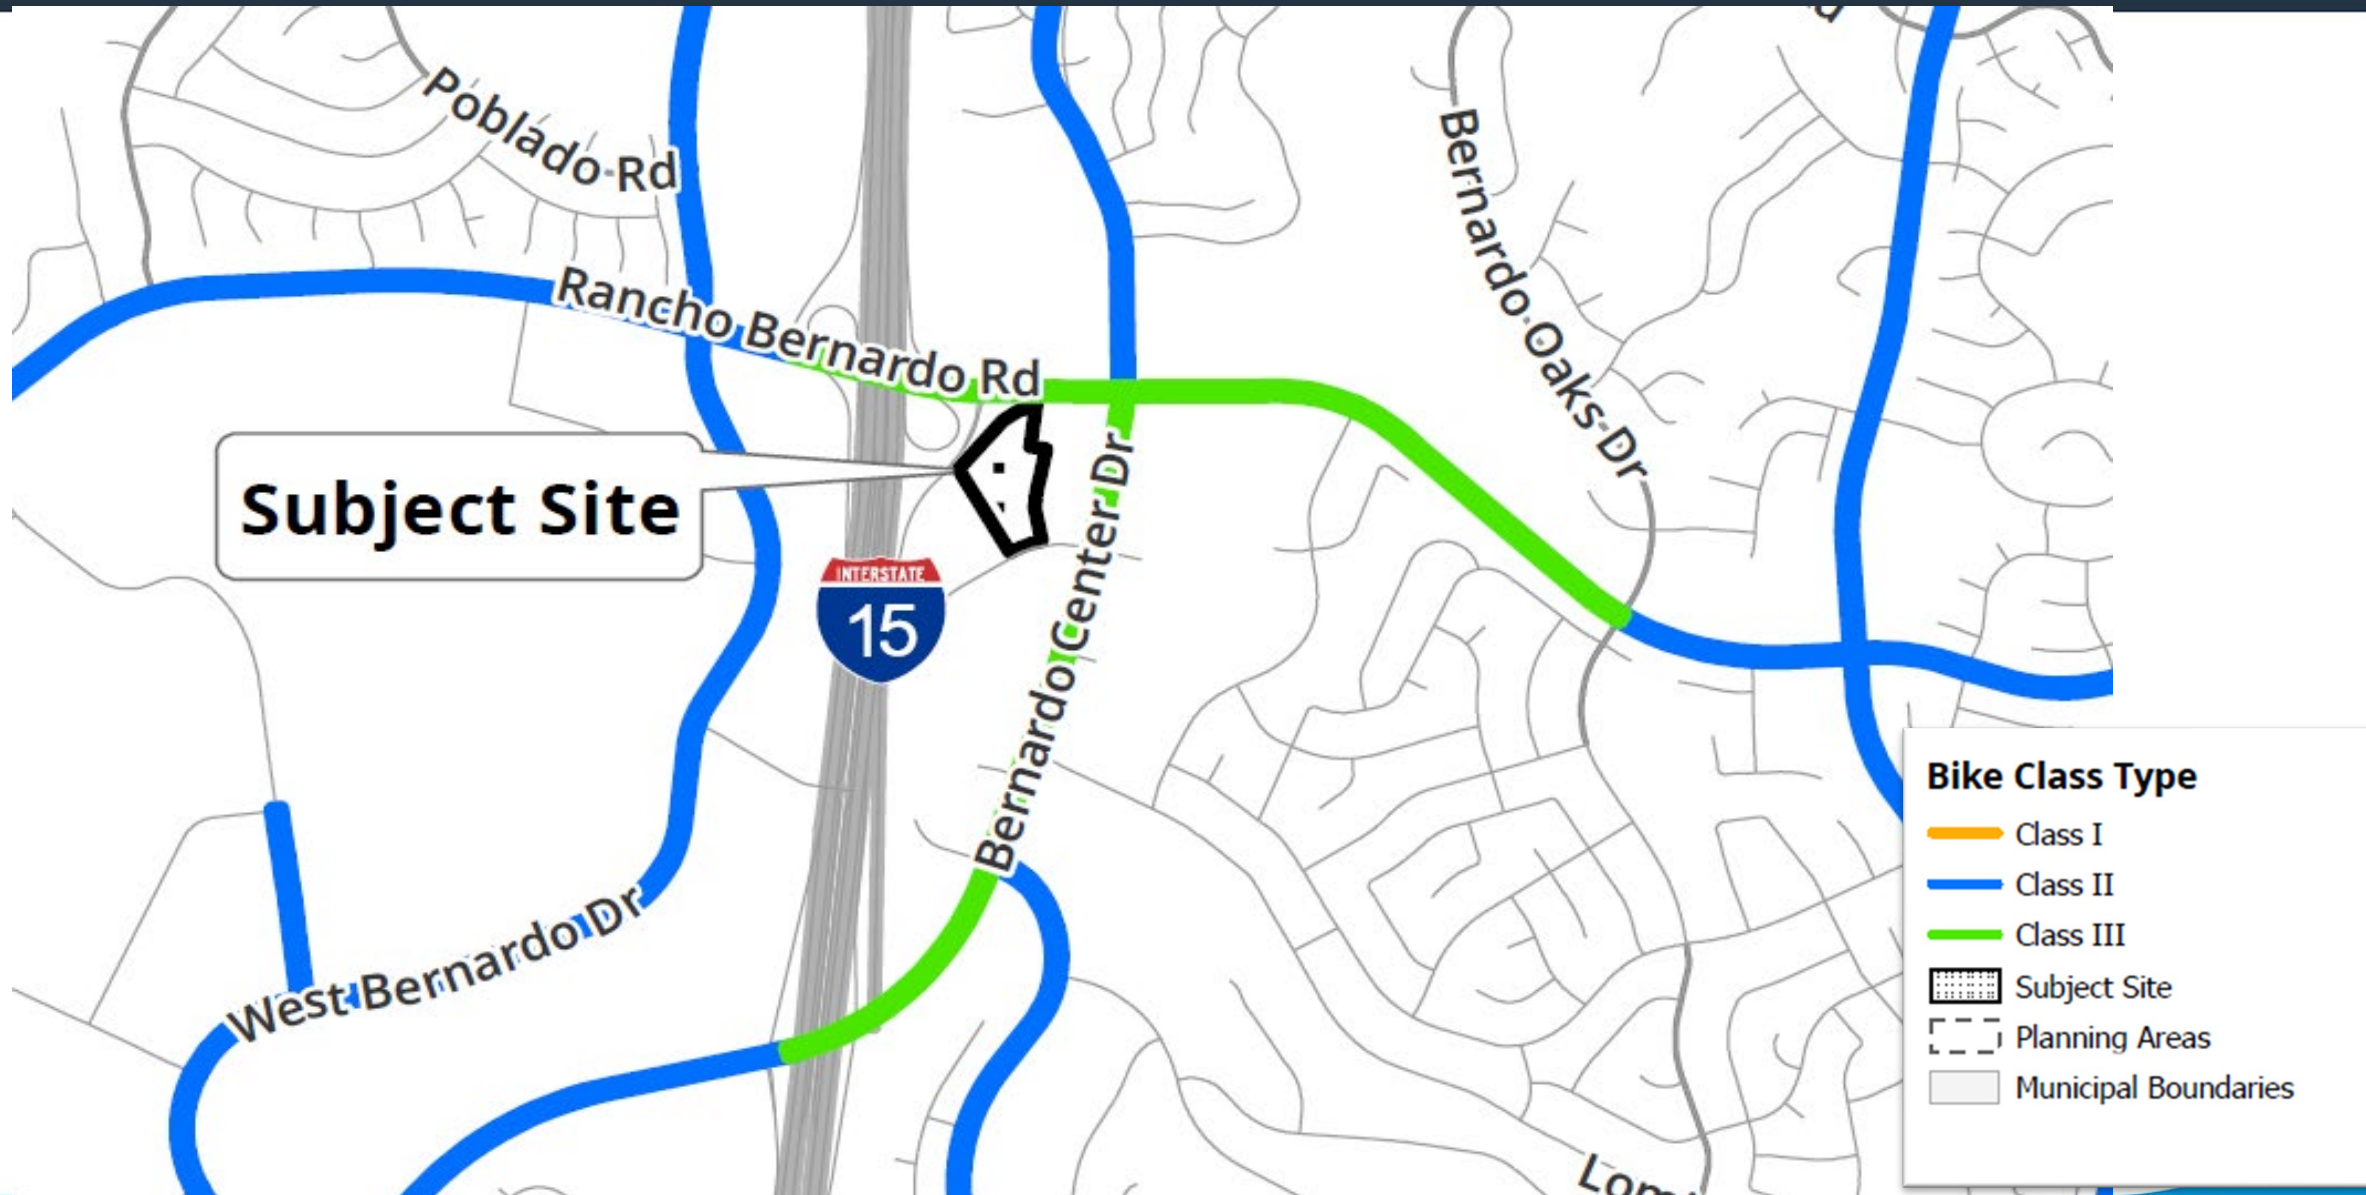 Poblado Rd
Bernardo Oaks Dr
Rancho Bernardo Rd
Subject Site
INTERSTATE
15
Bernardo Center Dr
West Bernardo Dr
Bike Class Type
Class I
Class II
Class III
Subject Site
Planning Areas
Municipal Boundaries